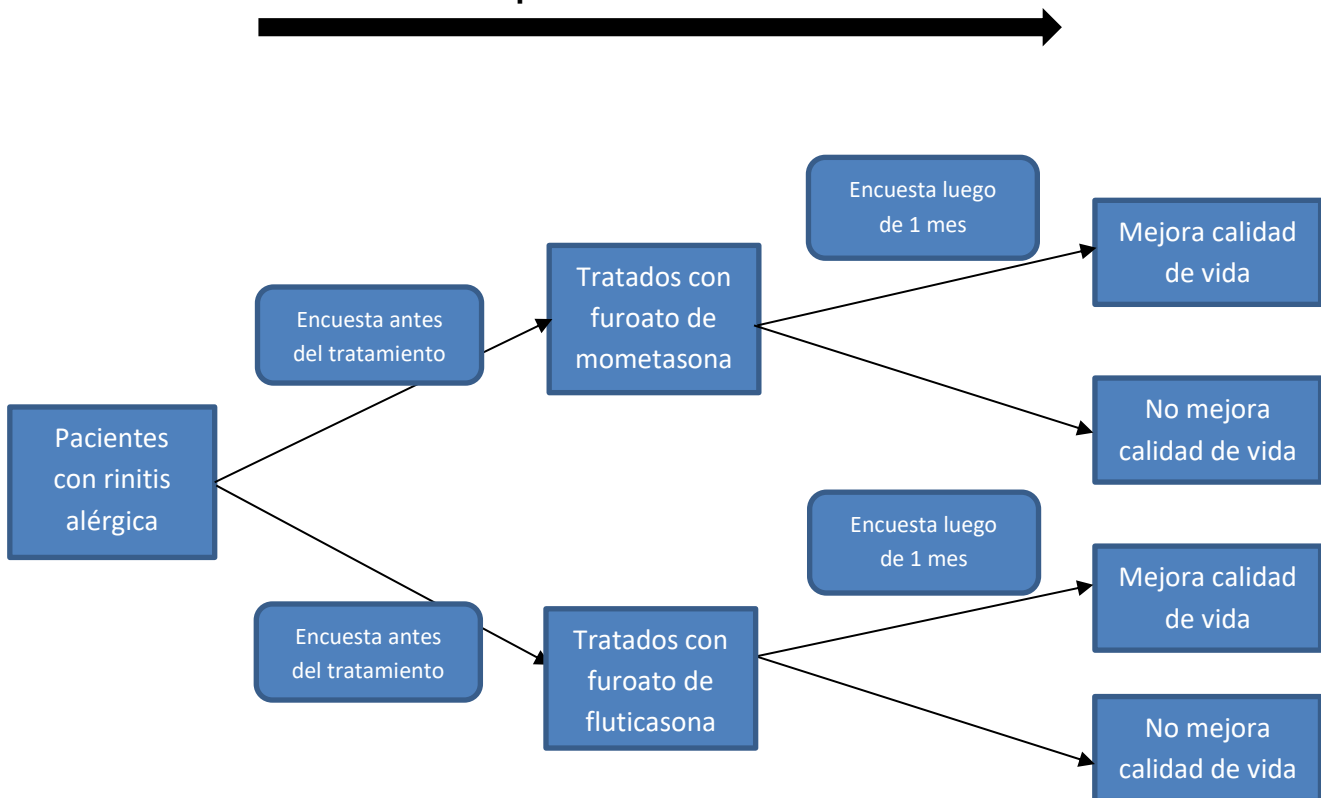 Encuesta luego
de 1 mes
Mejora calidad
de vida
Tratados con
furoato de
mometasona
Encuesta antes
del tratamiento
No mejora
calidad de vida
Pacientes
con rinitis
alérgica
Encuesta luego
de 1 mes
Mejora calidad
de vida
Encuesta antes
del tratamiento
Tratados con
furoato de
fluticasona
No mejora
calidad de vida